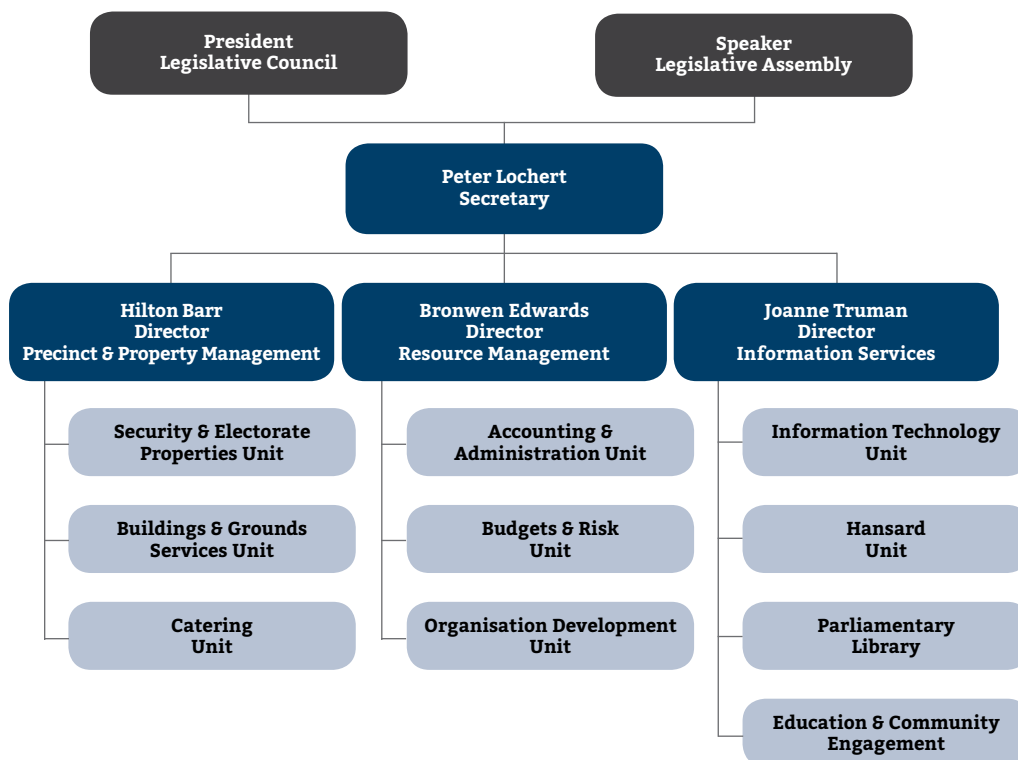 President
Legislative Council
Speaker
Legislative Assembly
Peter Lochert
Secretary
Hilton Barr
Director
Precinct & Property Management
Bronwen Edwards
Director
Resource Management
Joanne Truman
Director
Information Services
Security & Electorate
Properties Unit
Buildings & Grounds
Services Unit
Catering
Unit
Accounting &
Administration Unit
Budgets & Risk
Unit
Organisation Development
Unit
Information Technology
Unit
Hansard
Unit
Parliamentary
Library
Education & Community
Engagement